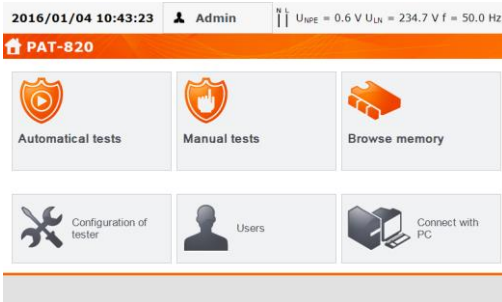 2016/01/04 10:43:23 Admin N L UNPE = 0.6 V ULN = 234.7 V f = 50.0 Hz
PAT-820
Automatical tests Manual tests Browse memory
Configuration of tester Users Connect with PC